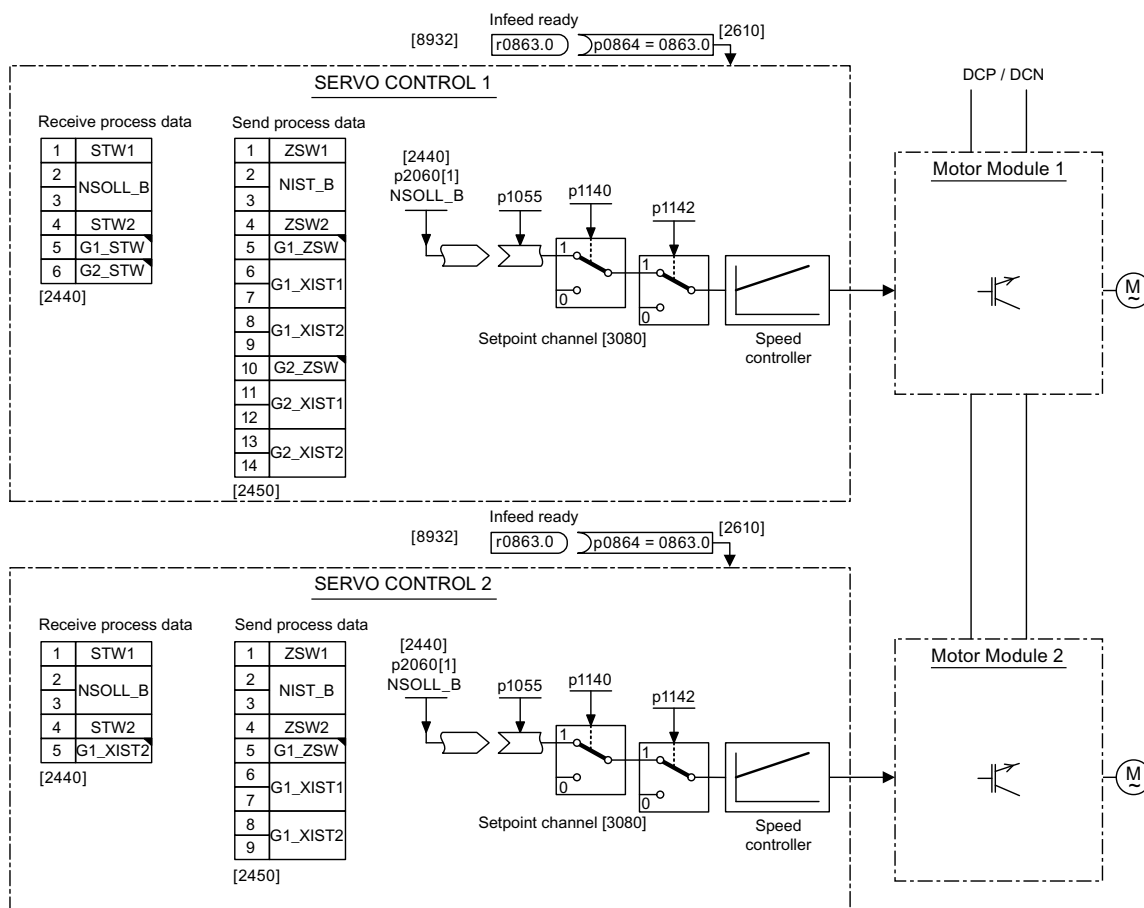 Infeed ready
[8932] r0863.0 p0864 = 0863.0 [2610]
SERVO CONTROL 1
DCP / DCN
Receive process data
1 STW1
2 NSOLL_B
3
4 STW2
5 G1_STW
6 G2_STW
[2440]
Send process data
1 ZSW1
2 NIST_B
3
4 ZSW2
5 G1_ZSW
6 G1_XIST1
7
8 G1_XIST2
9
10 G2_ZSW
11 G2_XIST1
12
13 G2_XIST2
14
[2450]
[2440]
p2060[1]
NSOLL_B
p1055
p1140
p1142
1
0
1
0
Setpoint channel [3080]
Speed
controller
Motor Module 1
M
~
Infeed ready
[8932] r0863.0 p0864 = 0863.0 [2610]
SERVO CONTROL 2
Receive process data
1 STW1
2 NSOLL_B
3
4 STW2
5 G1_XIST2
[2440]
Send process data
1 ZSW1
2 NIST_B
3
4 ZSW2
5 G1_ZSW
6 G1_XIST1
7
8 G1_XIST2
9
[2450]
[2440]
p2060[1]
NSOLL_B
p1055
p1140
p1142
1
0
1
0
Setpoint channel [3080]
Speed
controller
Motor Module 2
M
~